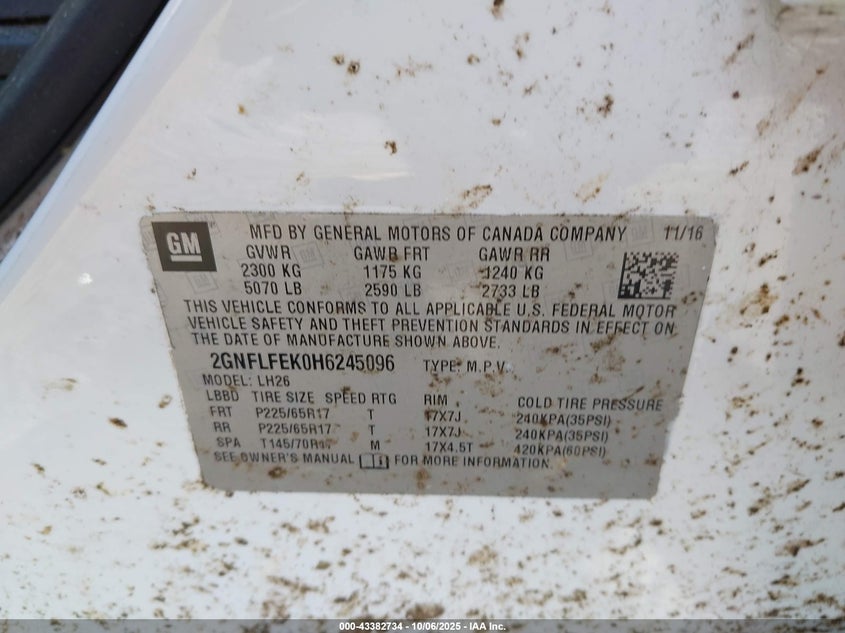 GM
MFD BY GENERAL MOTORS OF CANADA COMPANY 11/16
GVWR GAWR FRT GAWR RR
2300 KG 1175 KG 1240 KG
5070 LB 2590 LB 2733 LB
THIS VEHICLE CONFORMS TO ALL APPLICABLE U.S. FEDERAL MOTOR
VEHICLE SAFETY AND THEFT PREVENTION STANDARDS IN EFFECT ON
THE DATE OF MANUFACTURE SHOWN ABOVE.
2GNFLFEK0H6245096 TYPE: M.P.V.
MODEL: LH26
LBBD TIRE SIZE SPEED RTG RIM COLD TIRE PRESSURE
FRT P225/65R17 T 17X7J 240KPA(35PSI)
RR P225/65R17 T 17X7J 240KPA(35PSI)
SPA M 17X4.5T 420KPA(60PSI)
SEE OWNER'S MANUAL FOR MORE INFORMATION.
000-43382734 - 10/06/2025 - IAA Inc.